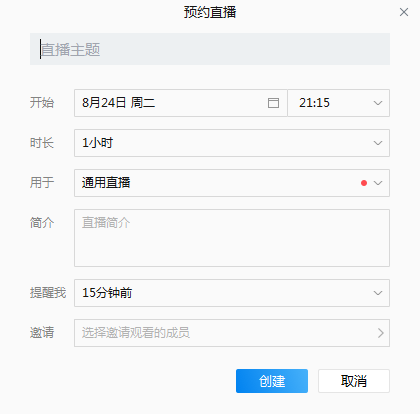 预约直播
直播主题
开始 8月24日 周二 21:15
时长 1小时
用于 通用直播
简介 直播简介
提醒我 15分钟前
邀请 选择邀请观看的成员
创建 取消